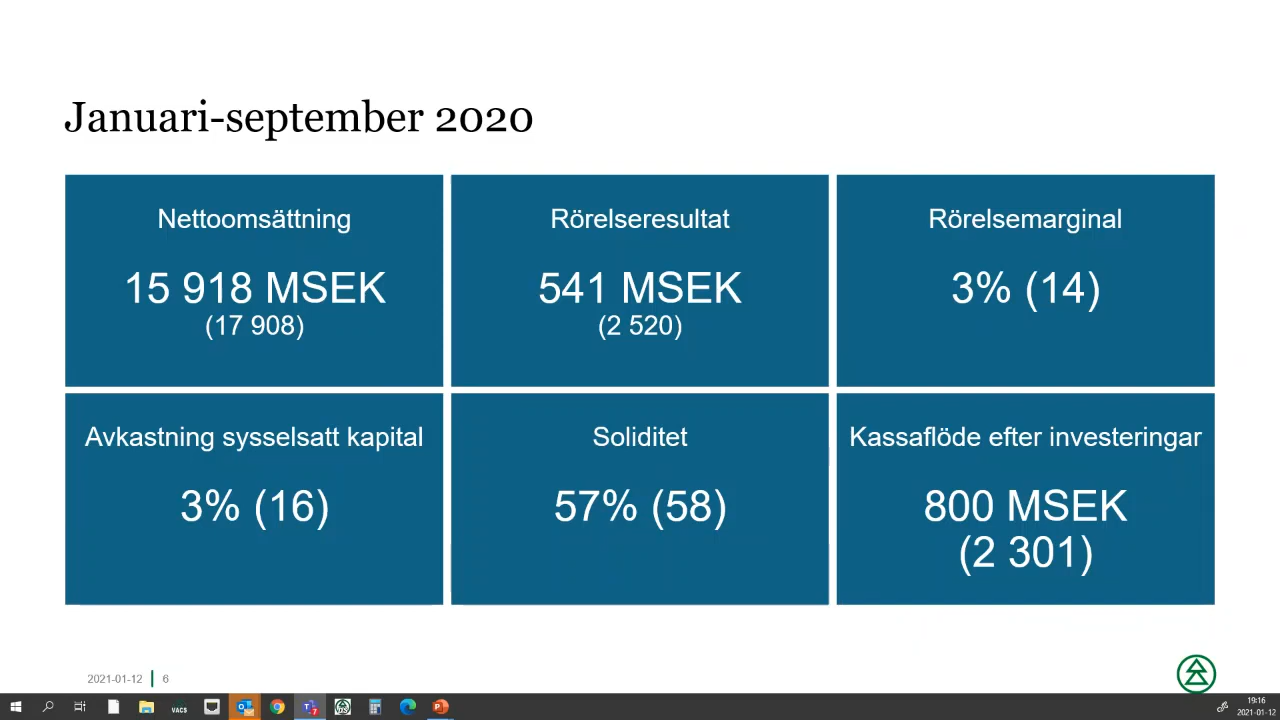 Januari-september 2020
Nettoomsättning
15 918 MSEK
(17 908)
Rörelseresultat
541 MSEK
(2 520)
Rörelsemarginal
3% (14)
Avkastning sysselsatt kapital
3% (16)
Soliditet
57% (58)
Kassaflöde efter investeringar
800 MSEK
(2 301)
2021-01-12
6
VACS
7
19:16
2021-01-12